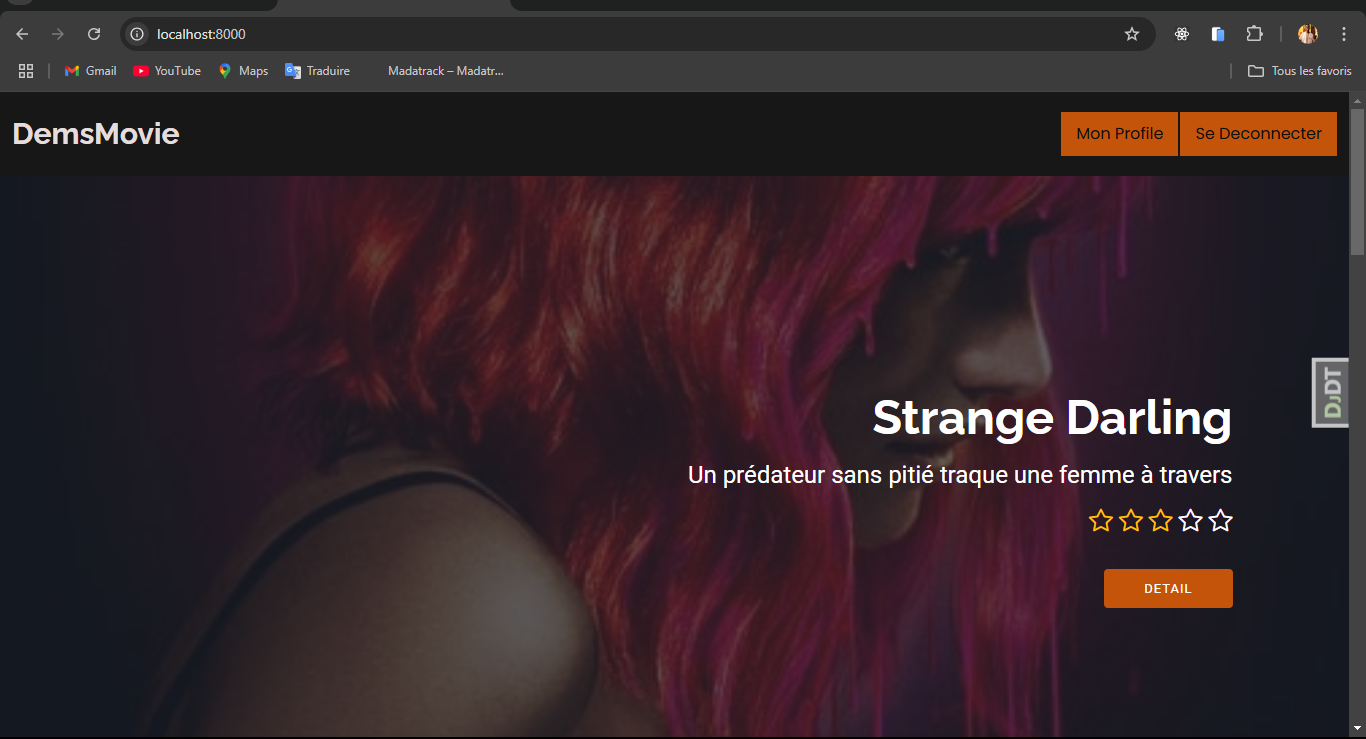 localhost:8000
Gmail YouTube Maps Traduire Madatrack – Madatr... Tous les favoris
DemsMovie Mon Profile Se Deconnecter
DJDT
Strange Darling
Un prédateur sans pitié traque une femme à travers
DETAIL